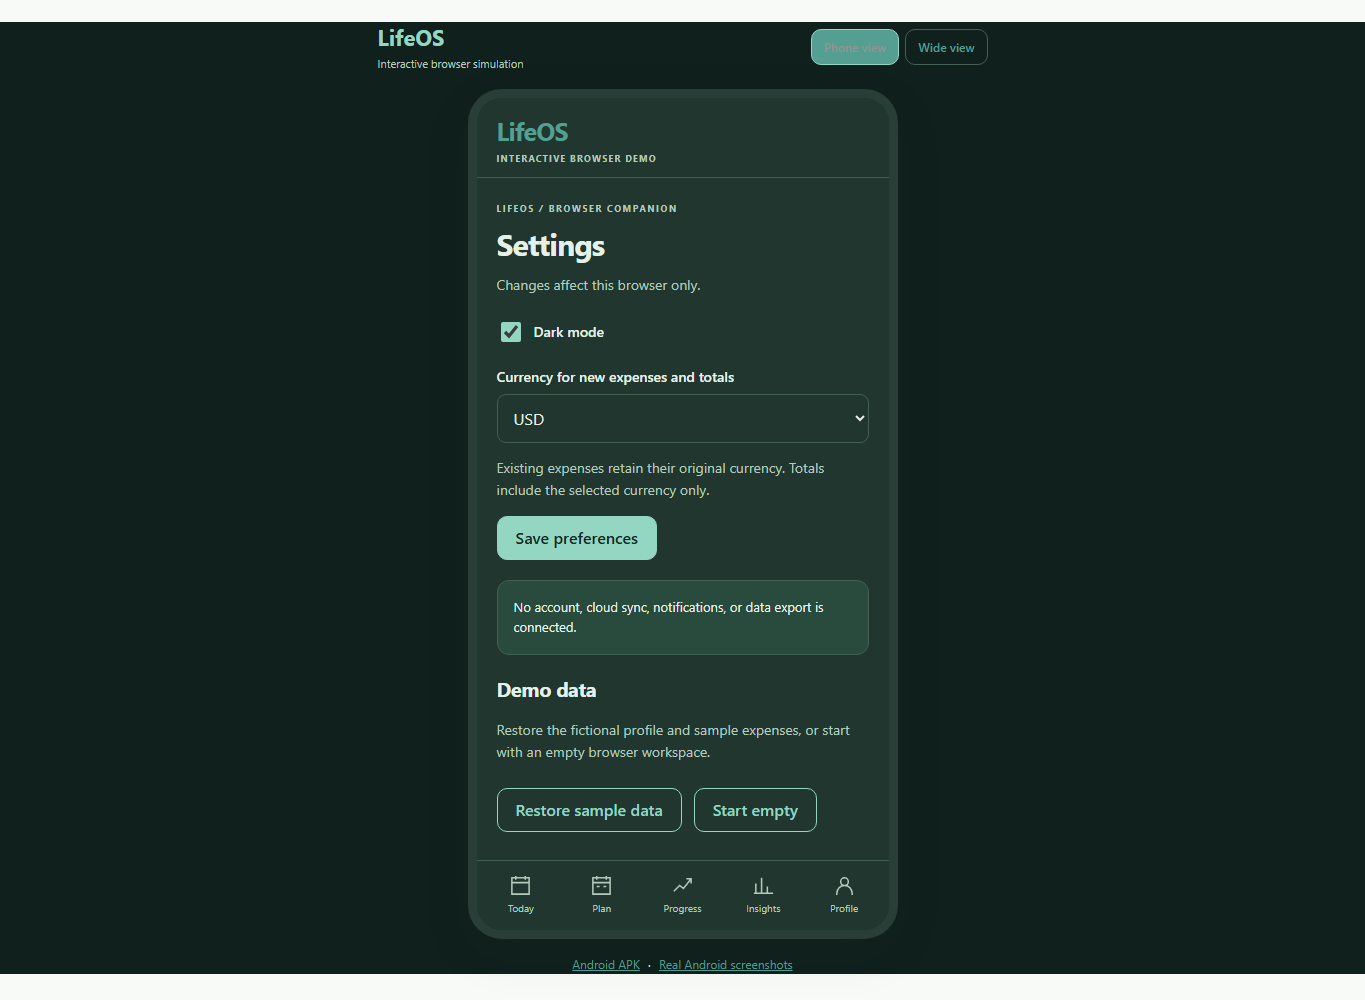 LifeOS
Interactive browser simulation
Phone view
Wide view
LifeOS
INTERACTIVE BROWSER DEMO
LIFEOS / BROWSER COMPANION
Settings
Changes affect this browser only.
Dark mode
Currency for new expenses and totals
USD
Existing expenses retain their original currency. Totals
include the selected currency only.
Save preferences
No account, cloud sync, notifications, or data export is
connected.
Demo data
Restore the fictional profile and sample expenses, or start
with an empty browser workspace.
Restore sample data
Start empty
Today
Plan
Progress
Insights
Profile
Android APK · Real Android screenshots